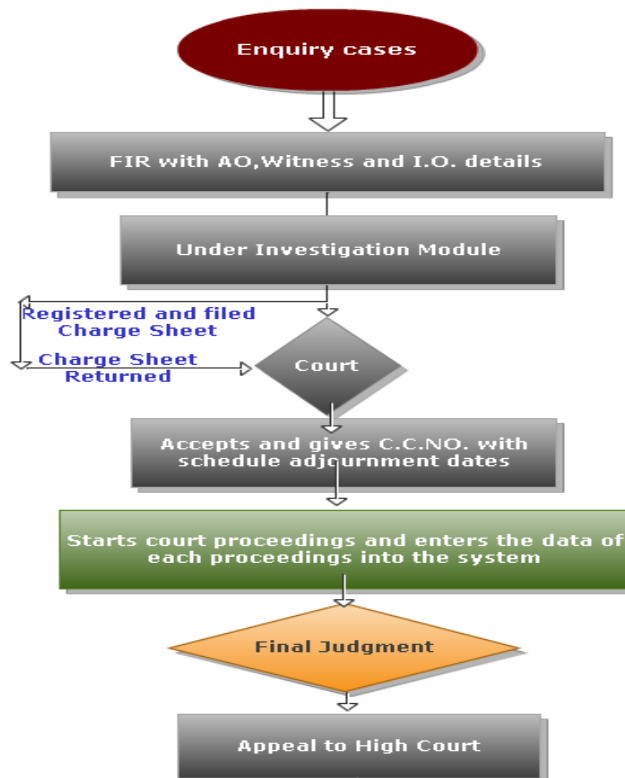 Enquiry cases
FIR with AO,Witness and I.O. details
Under Investigation Module
Registered and filed
Charge Sheet
Charge Sheet
Returned
Court
Accepts and gives C.C.NO. with
schedule adjournment dates
Starts court proceedings and enters the data of
each proceedings into the system
Final Judgment
Appeal to High Court